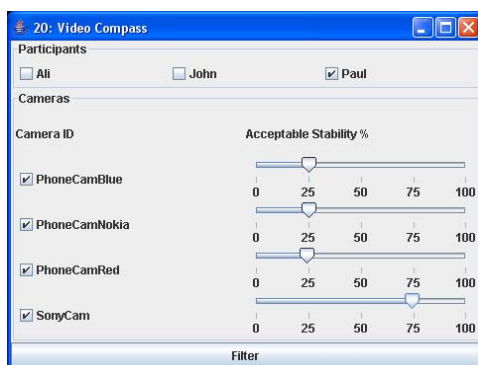 20: Video Compass
Participants
Ali John Paul
Cameras
Camera ID Acceptable Stability %
PhoneCamBlue
0 25 50 75 100
PhoneCamNokia
0 25 50 75 100
PhoneCamRed
0 25 50 75 100
SonyCam
0 25 50 75 100
Filter